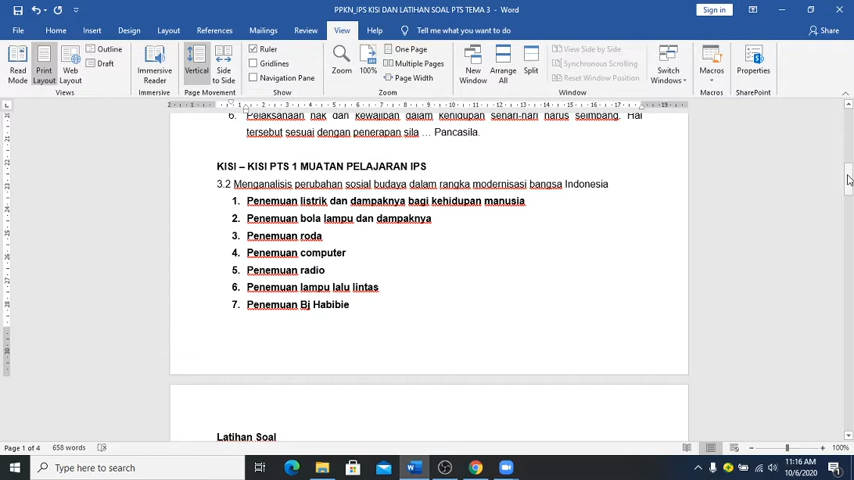 PPKN_IPS KISI DAN LATIHAN SOAL PTS TEMA 3 - Word
Sign in
File Home Insert Design Layout References Mailings Review View Help Tell me what you want to do Share
Read Mode
Print Layout
Web Layout
Outline
Draft
Views
Immersive Reader
Vertical
Side to Side
Page Movement
Ruler
Gridlines
Navigation Pane
Show
Zoom
100%
One Page
Multiple Pages
Page Width
Zoom
New Window
Arrange All
Split
View Side by Side
Synchronous Scrolling
Reset Window Position
Switch Windows
Window
Macros
Macros
Properties
SharePoint
6. Pelaksanaan hak dan kewajiban dalam kehidupan sehari-hari harus seimbang. Hal
tersebut sesuai dengan penerapan sila … Pancasila.
KISI – KISI PTS 1 MUATAN PELAJARAN IPS
3.2 Menganalisis perubahan sosial budaya dalam rangka modernisasi bangsa Indonesia
1. Penemuan listrik dan dampaknya bagi kehidupan manusia
2. Penemuan bola lampu dan dampaknya
3. Penemuan roda
4. Penemuan computer
5. Penemuan radio
6. Penemuan lampu lalu lintas
7. Penemuan Bj Habibie
Latihan Soal
Page 1 of 4 658 words
100%
Type here to search
11:16 AM
10/6/2020